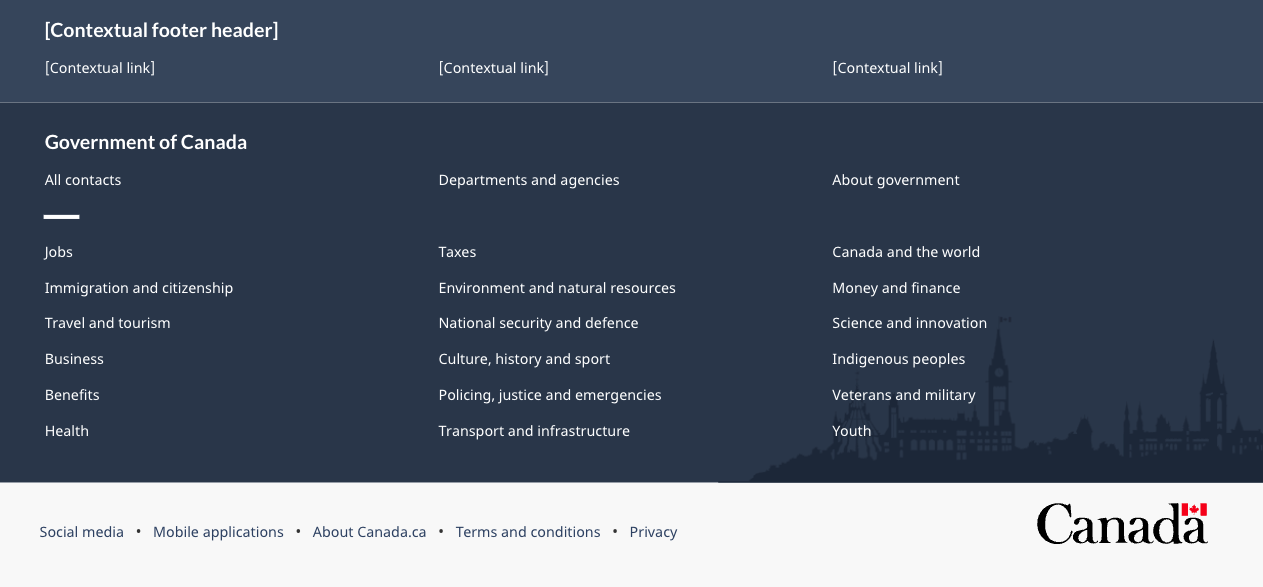 [Contextual footer header]
[Contextual link] [Contextual link] [Contextual link]
Government of Canada
All contacts Departments and agencies About government
Jobs Taxes Canada and the world
Immigration and citizenship Environment and natural resources Money and finance
Travel and tourism National security and defence Science and innovation
Business Culture, history and sport Indigenous peoples
Benefits Policing, justice and emergencies Veterans and military
Health Transport and infrastructure Youth
Social media • Mobile applications • About Canada.ca • Terms and conditions • Privacy
Canada